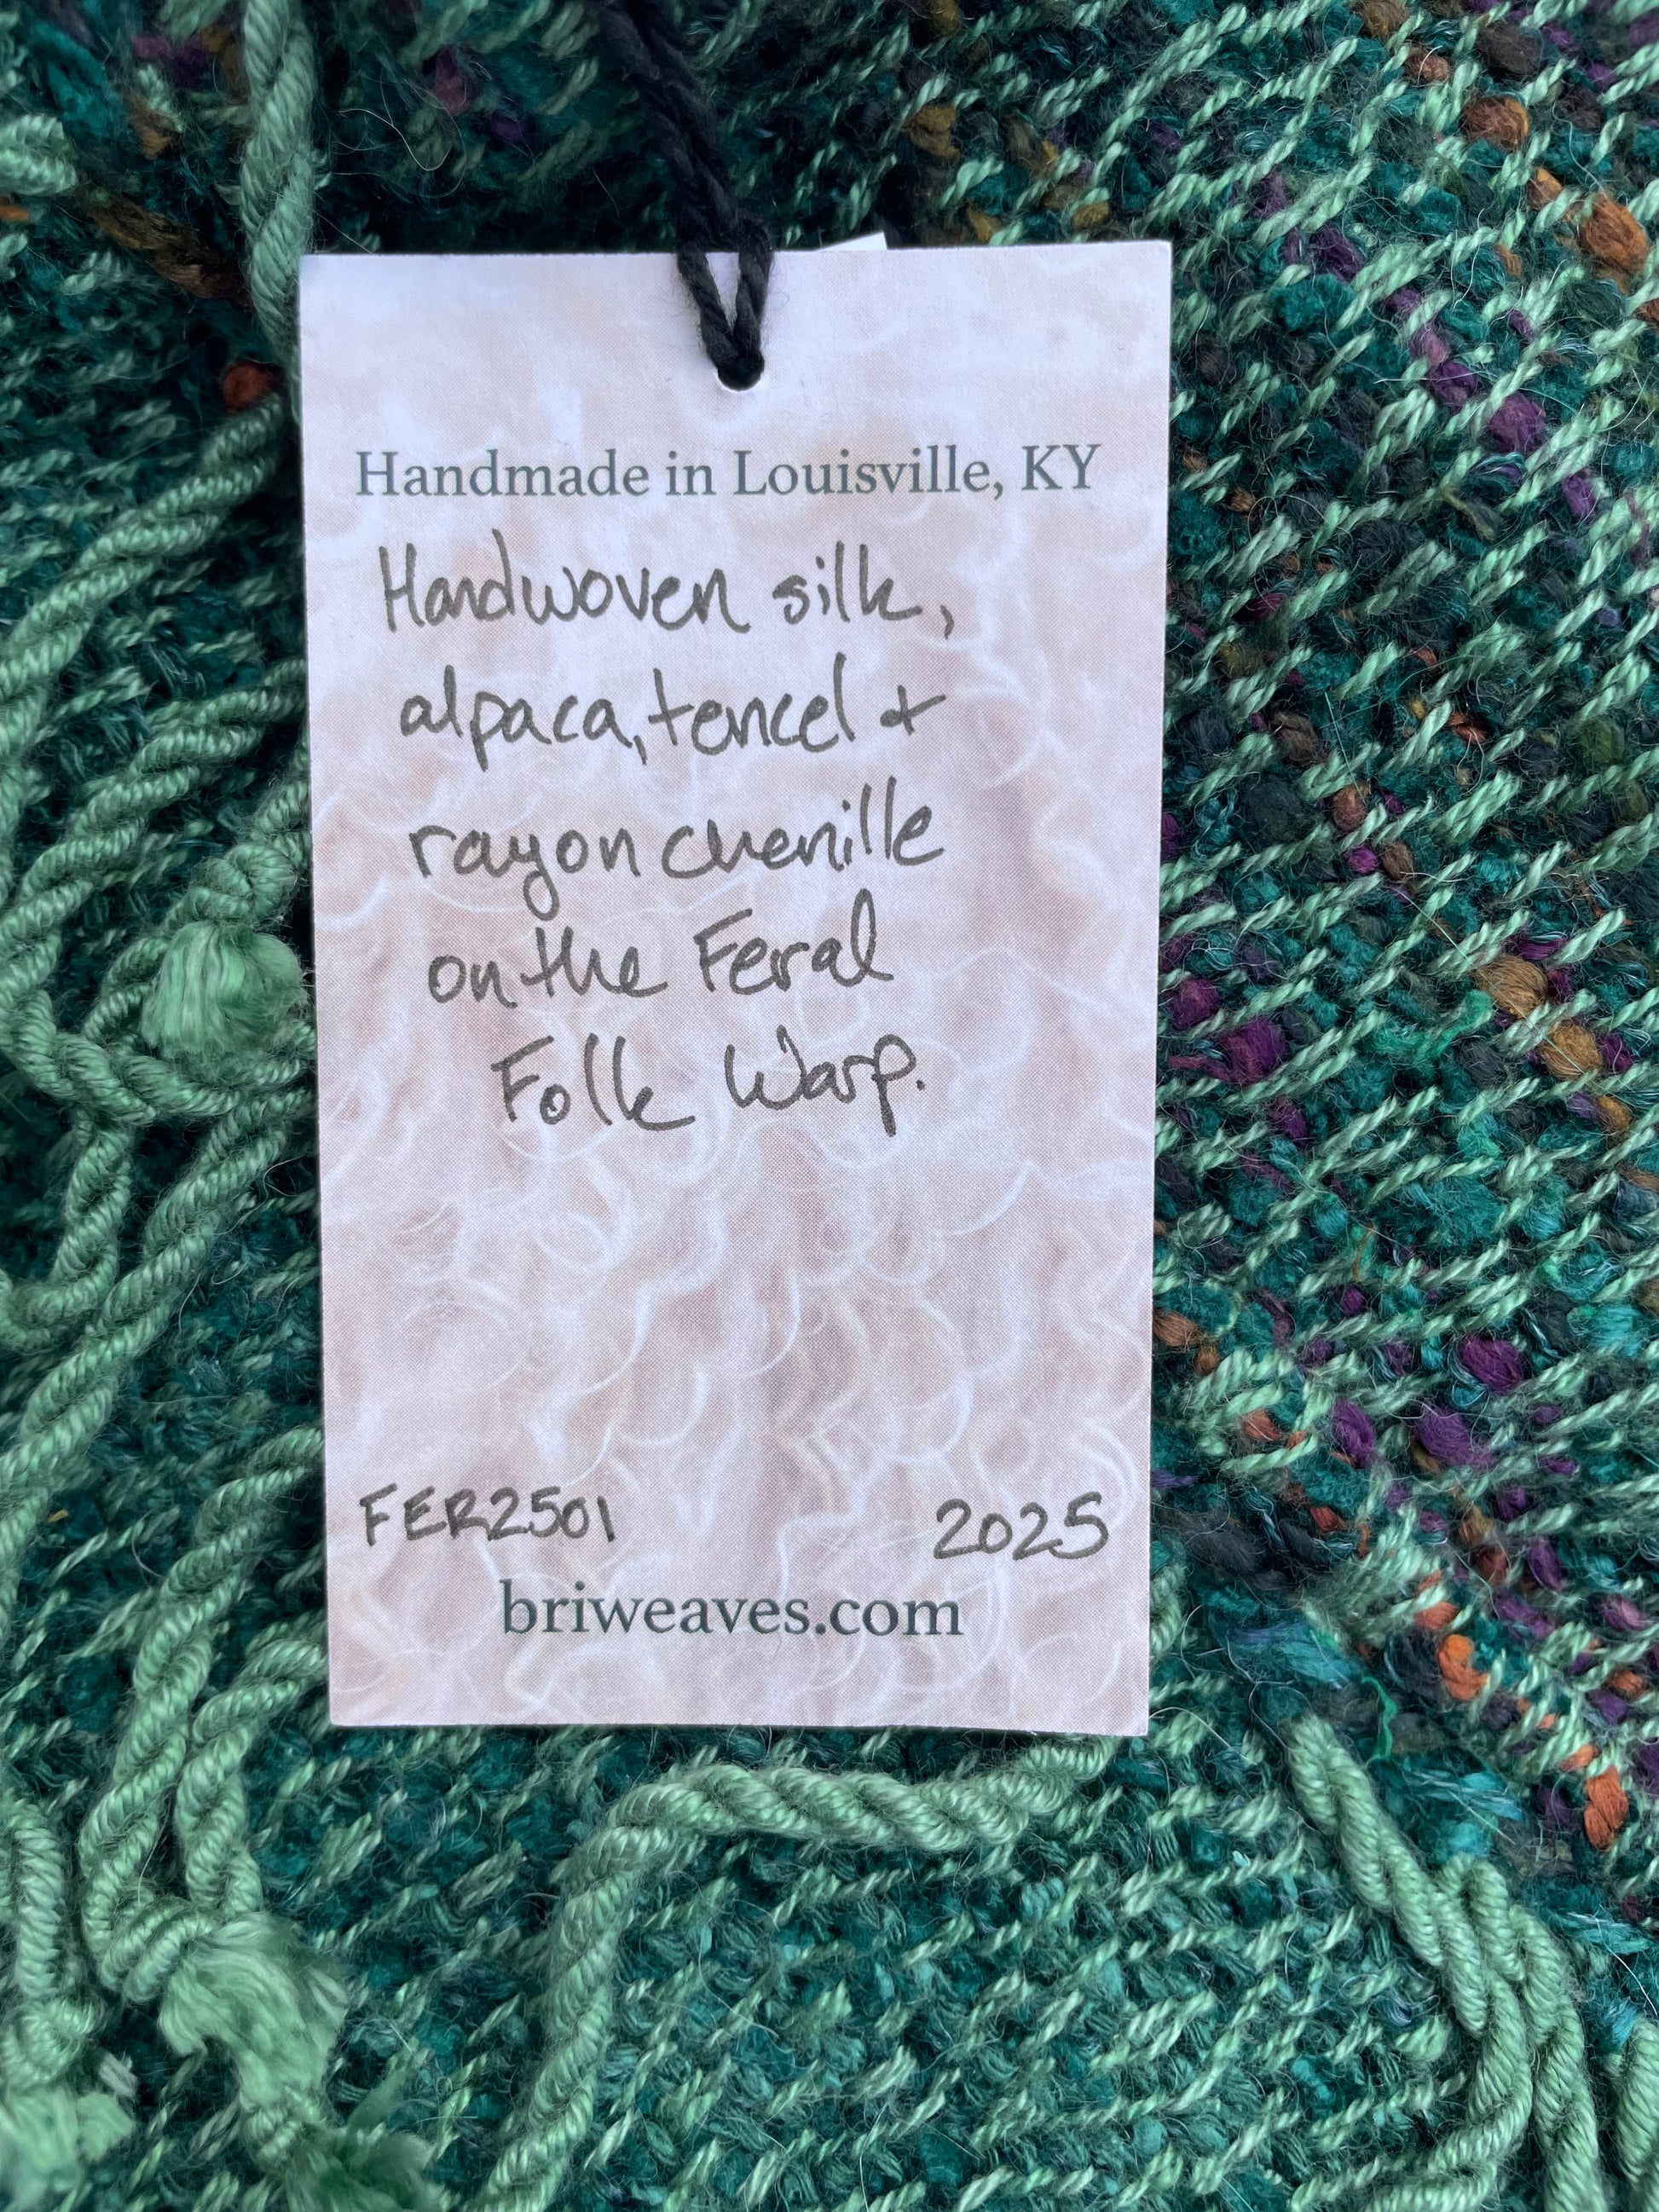 Handmade in Louisville, KY
Handwoven silk,
alpaca, tencel +
rayon chenille
on the Feral
Folk Warp.
FER2501 2025
briweaves.com